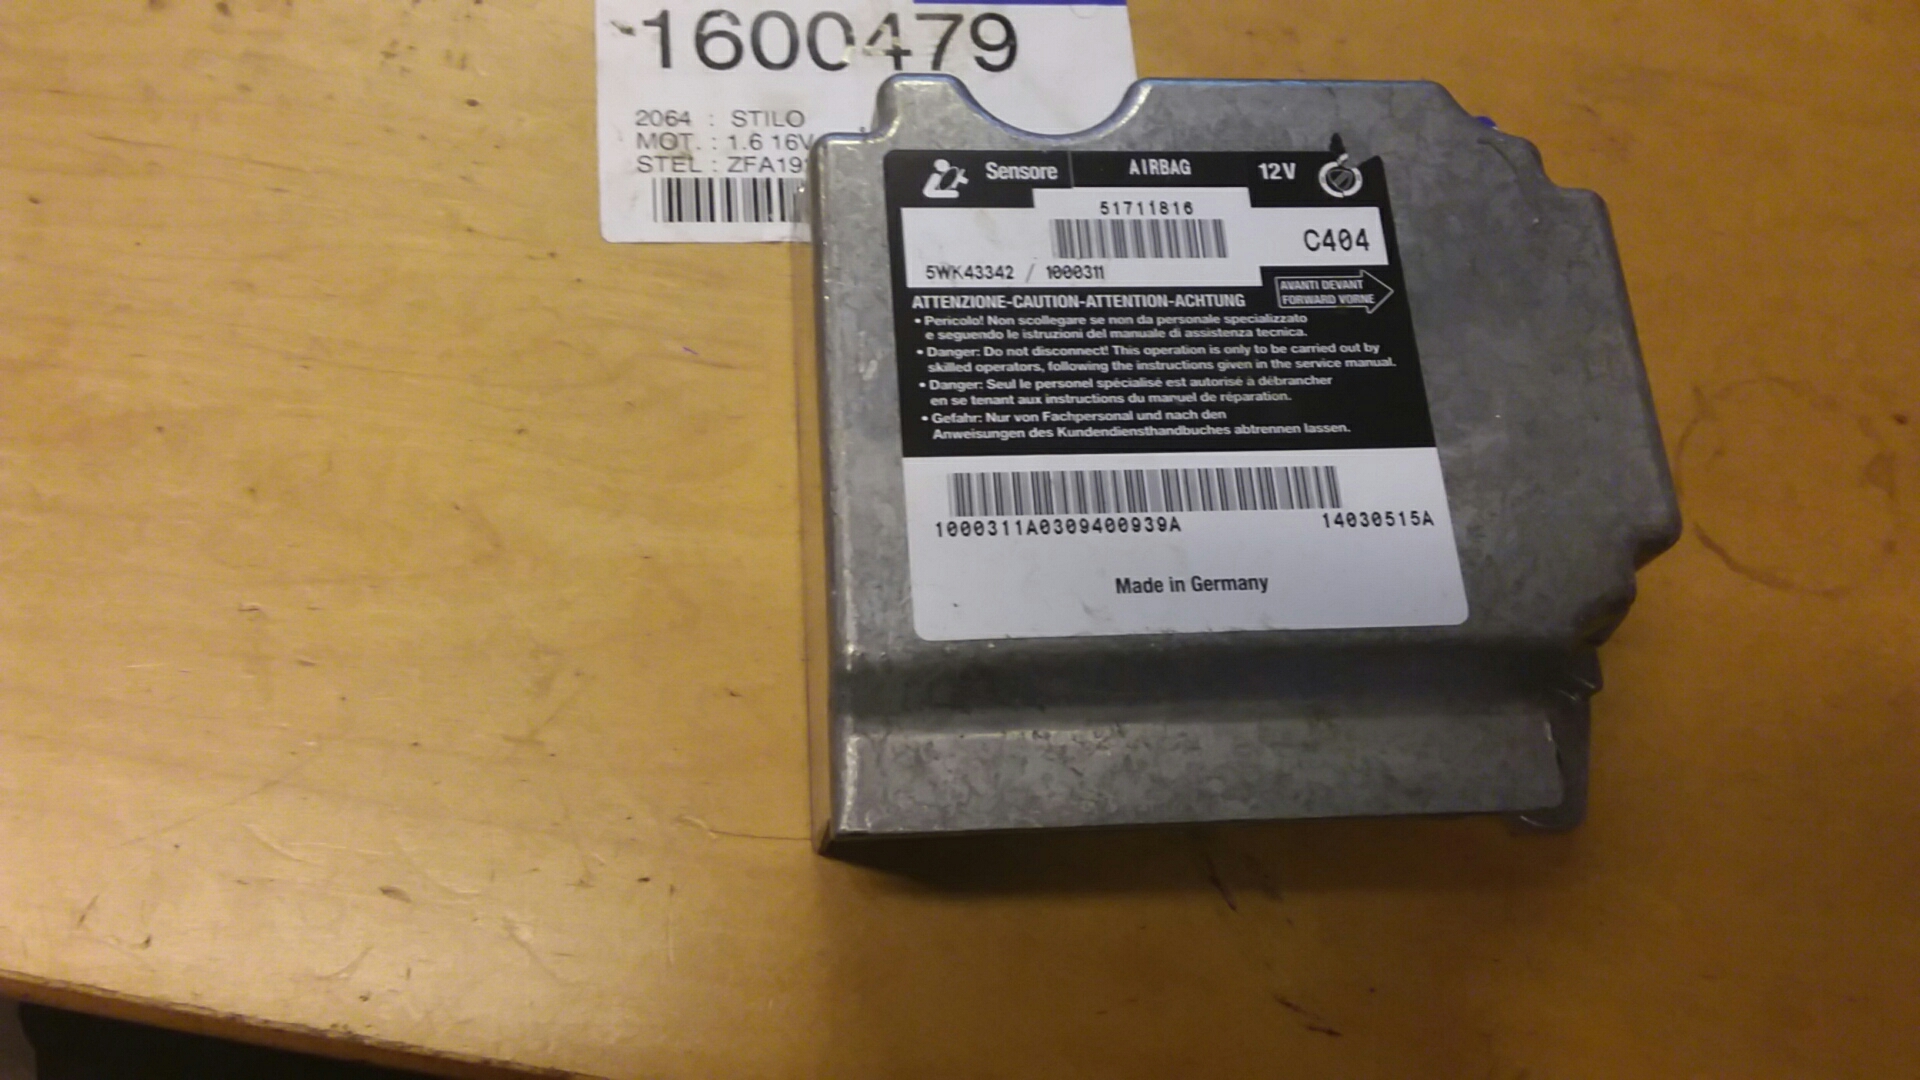 1600479
2064 : STILO
MOT. : 1.6 16V
STEL : ZFA19
Sensore AIRBAG 12V
51711816
C404
5WK43342 / 1000311
AVANTI DEVANT
FORWARD VORNE
ATTENZIONE-CAUTION-ATTENTION-ACHTUNG
• Pericolo! Non scollegare se non da personale specializzato
e seguendo le istruzioni del manuale di assistenza tecnica.
• Danger: Do not disconnect! This operation is only to be carried out by
skilled operators, following the instructions given in the service manual.
• Danger: Seul le personel spécialisé est autorisé à débrancher
en se tenant aux instructions du manuel de réparation.
• Gefahr: Nur von Fachpersonal und nach den
Anweisungen des Kundendiensthandbuches abtrennen lassen.
1000311A0309400939A 14030515A
Made in Germany